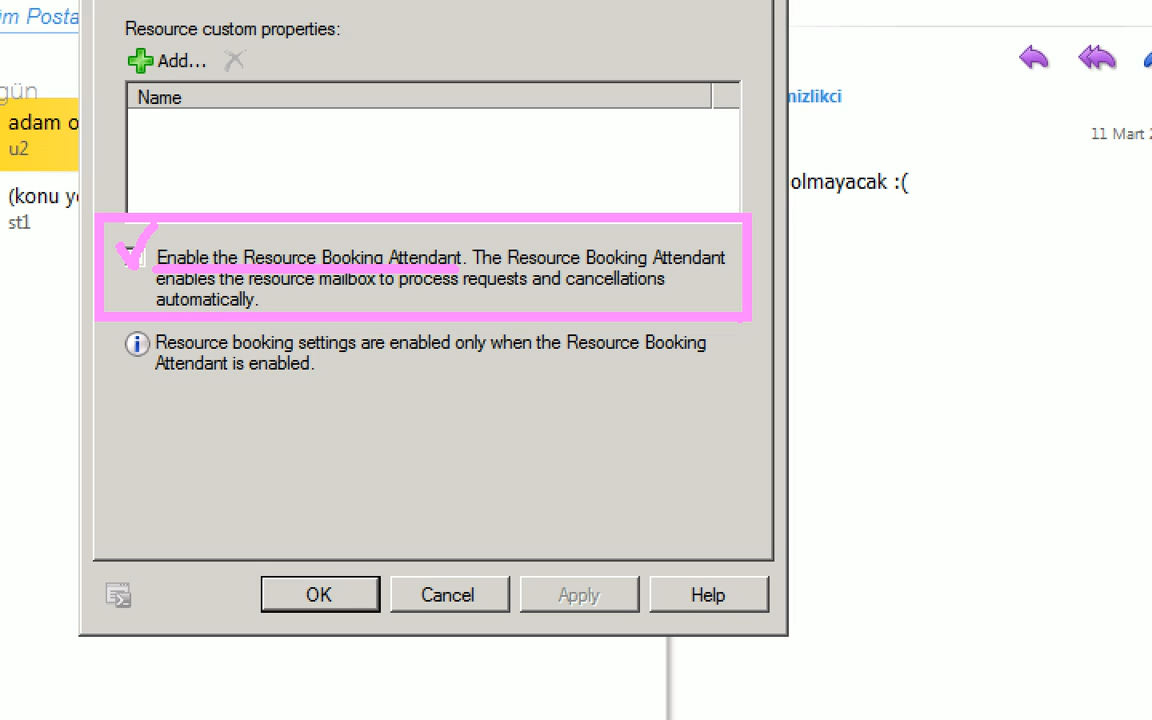 Posta
Resource custom properties:
Add...
gün
Name
adam o
u2
(konu y
st1
mizlikci
11 Mart 2
olmayacak :(
Enable the Resource Booking Attendant. The Resource Booking Attendant
enables the resource mailbox to process requests and cancellations
automatically.
Resource booking settings are enabled only when the Resource Booking
Attendant is enabled.
OK
Cancel
Apply
Help